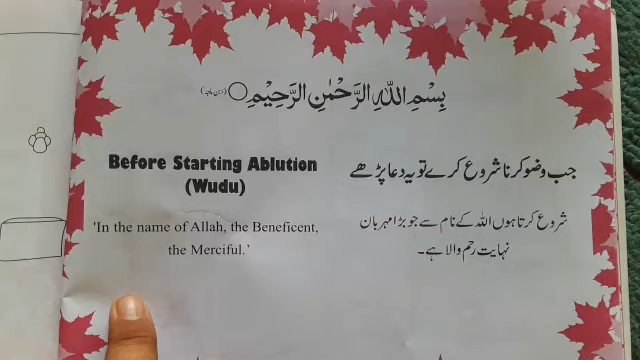 بِسْمِ اللّٰهِ الرَّحْمٰنِ الرَّحِيْمِ ○ (ابن ماجہ)
Before Starting Ablution
(Wudu)
'In the name of Allah, the Beneficent,
the Merciful.'
جب وضو کرنا شروع کرے تو یہ دعا پڑھے
شروع کرتا ہوں اللہ کے نام سے جو بڑا مہربان
نہایت رحم والا ہے۔